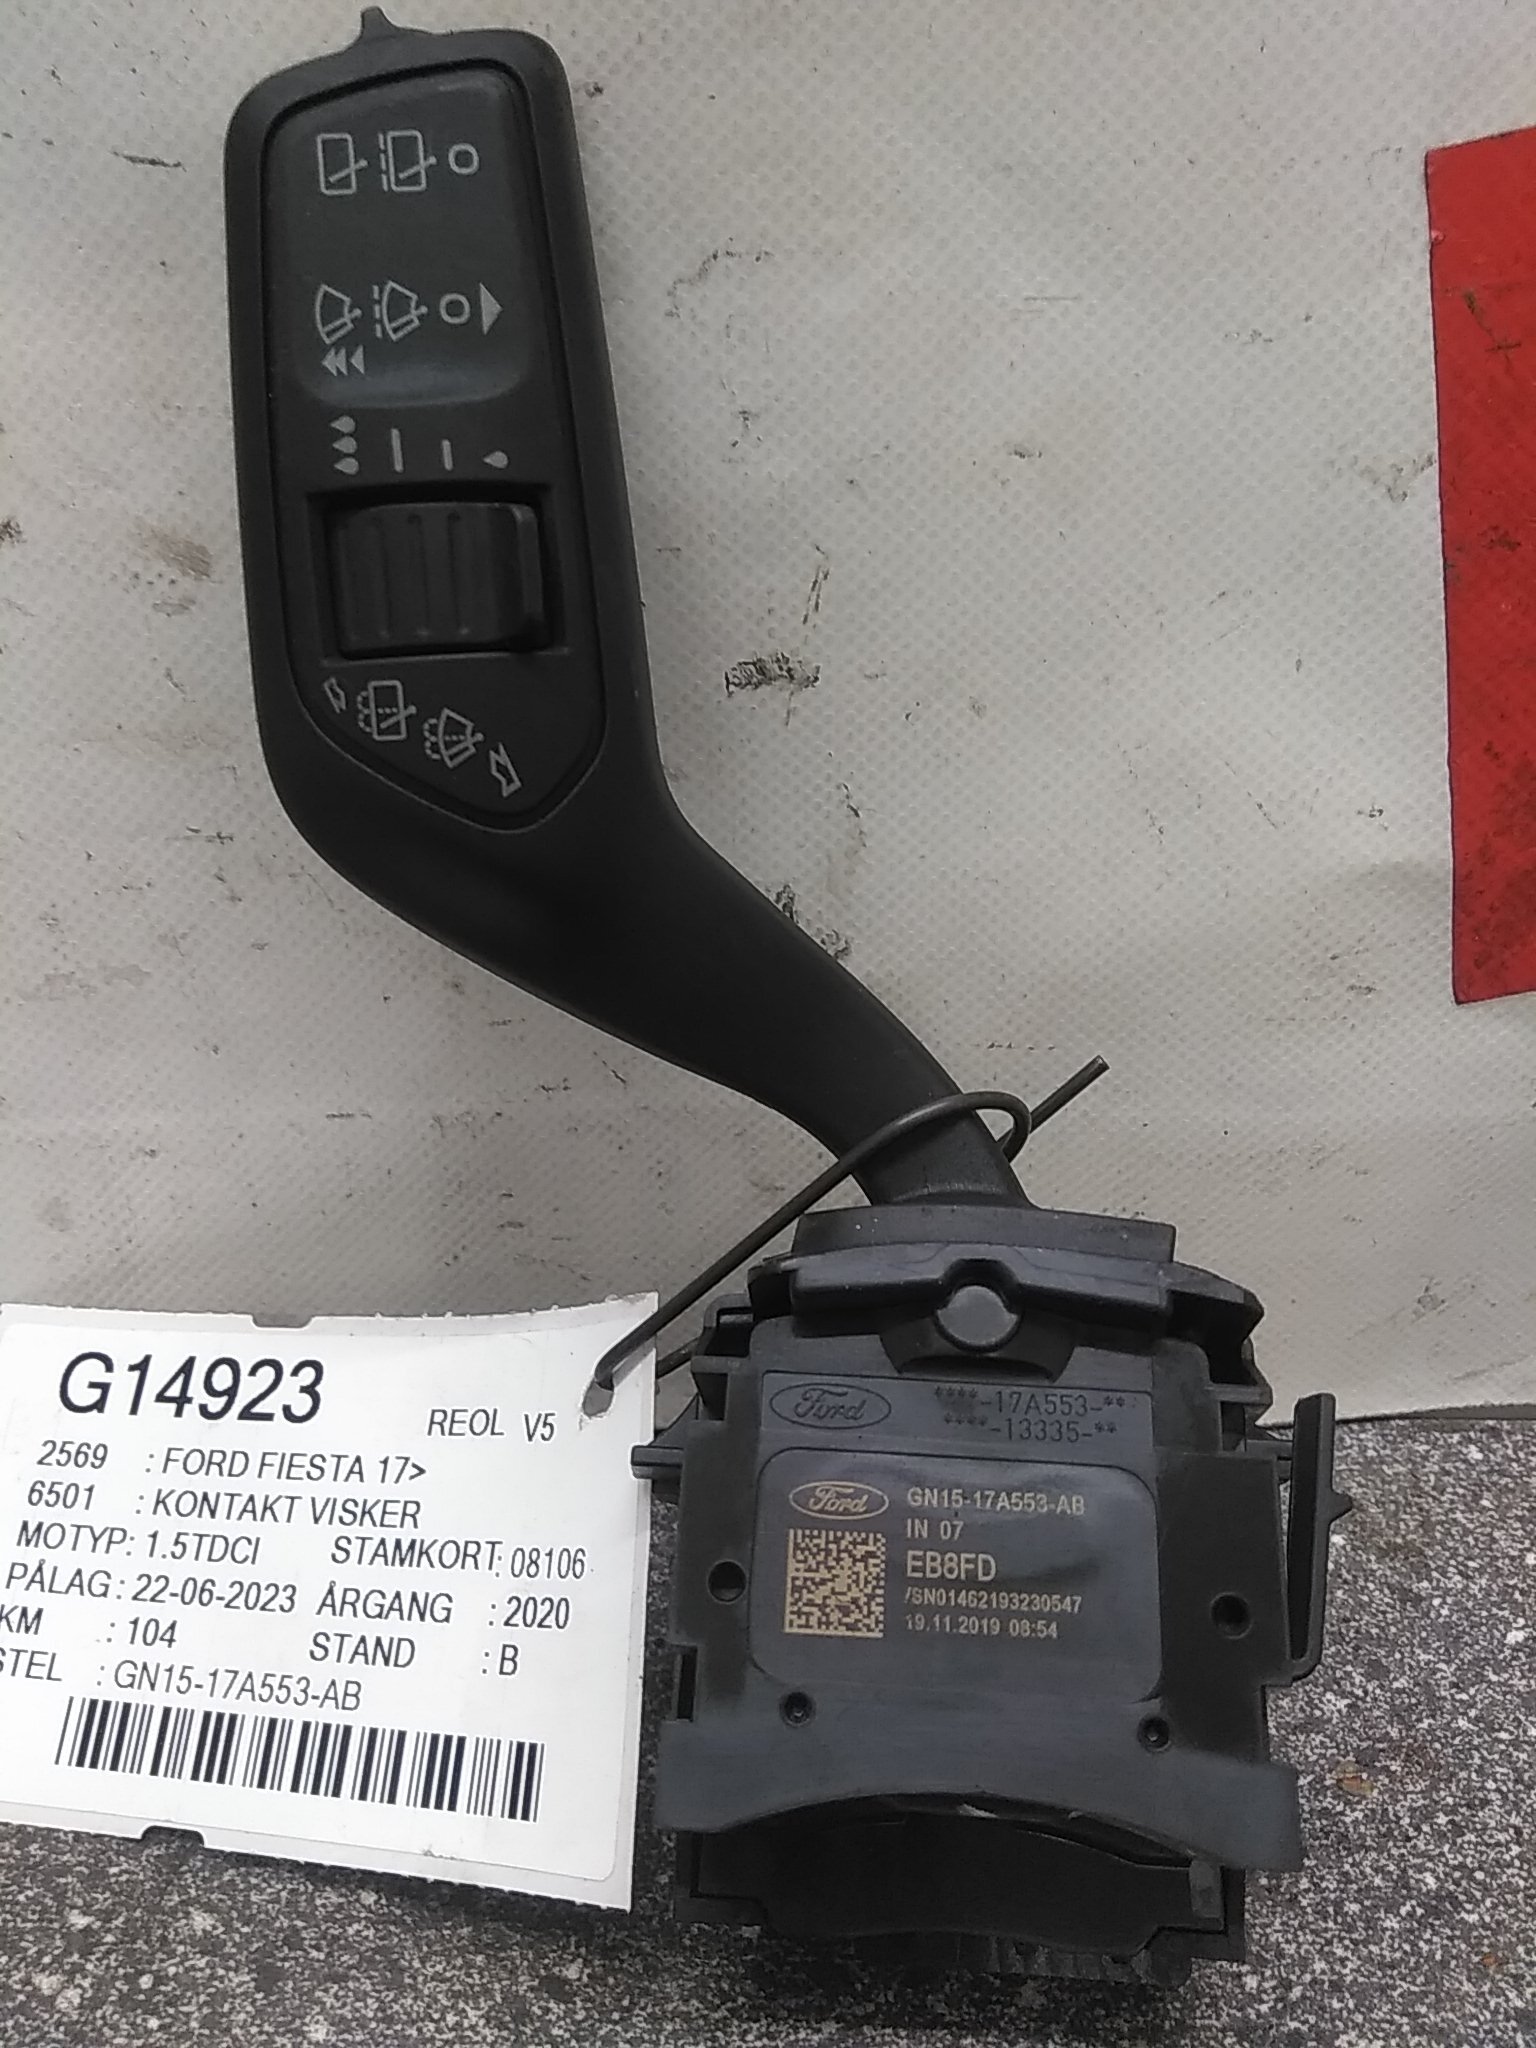 G14923
REOL V5
2569 : FORD FIESTA 17>
6501 : KONTAKT VISKER
MOTYP: 1.5TDCI STAMKORT: 08106
PÅLAG: 22-06-2023 ÅRGANG : 2020
KM : 104 STAND : B
STEL : GN15-17A553-AB
Ford
****-17A553-**
****-13335-**
Ford
GN15-17A553-AB
IN 07
EB8FD
/SN01462193230547
19.11.2019 08:54